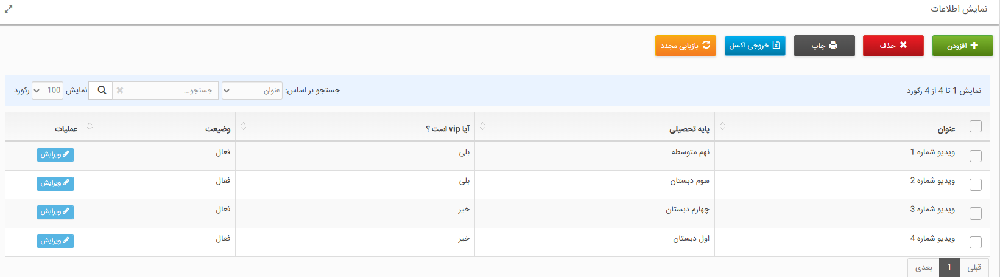 نمایش اطلاعات
افزودن حذف چاپ خروجی اکسل بازیابی مجدد
نمایش 1 تا 4 از 4 رکورد جستجو بر اساس: عنوان جستجو... نمایش 100 رکورد
عنوان پایه تحصیلی آیا vip است ؟ وضیعت عملیات
ویدیو شماره 1 نهم متوسطه بلی فعال ویرایش
ویدیو شماره 2 سوم دبستان بلی فعال ویرایش
ویدیو شماره 3 چهارم دبستان خیر فعال ویرایش
ویدیو شماره 4 اول دبستان خیر فعال ویرایش
قبلی 1 بعدی